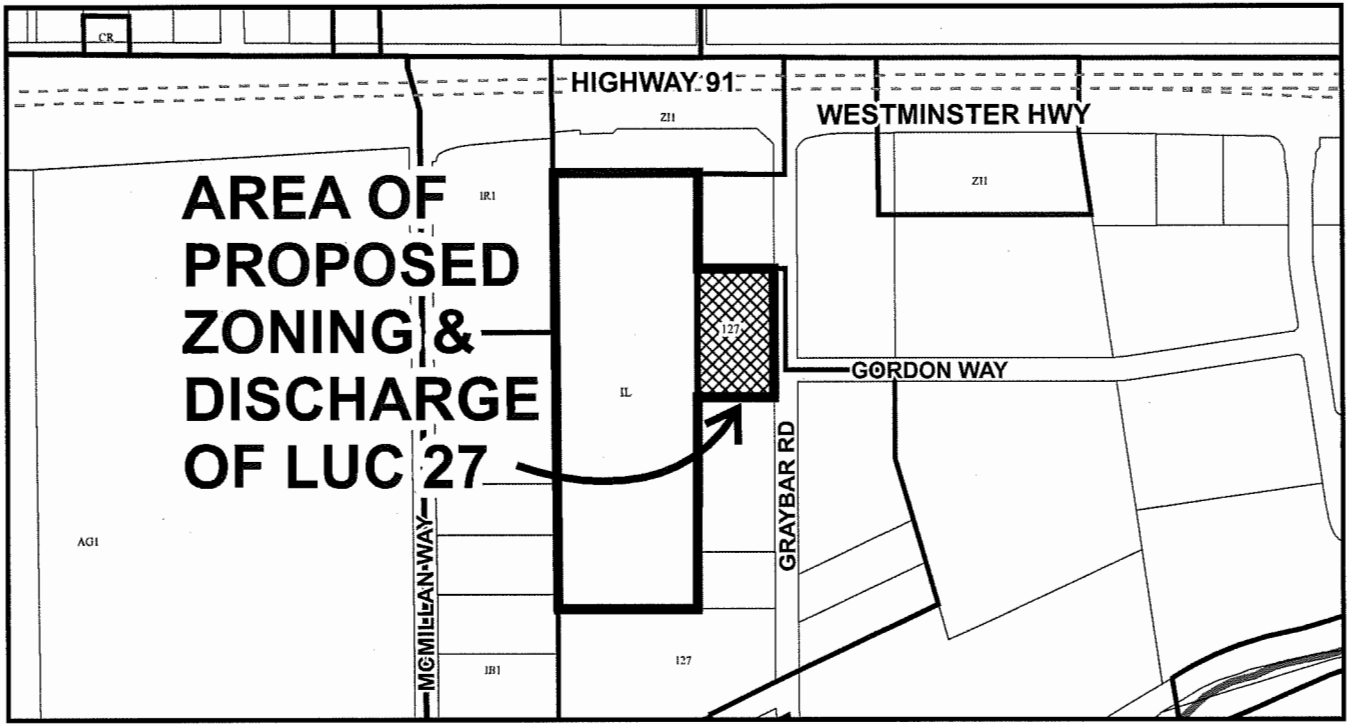 CR
HIGHWAY 91
WESTMINSTER HWY
ZI1
ZI1
IR1
AREA OF
PROPOSED
ZONING &
DISCHARGE
OF LUC 27
127
GORDON WAY
IL
GRAYBAR RD
AG1
MCMILLAN WAY
IB1
127